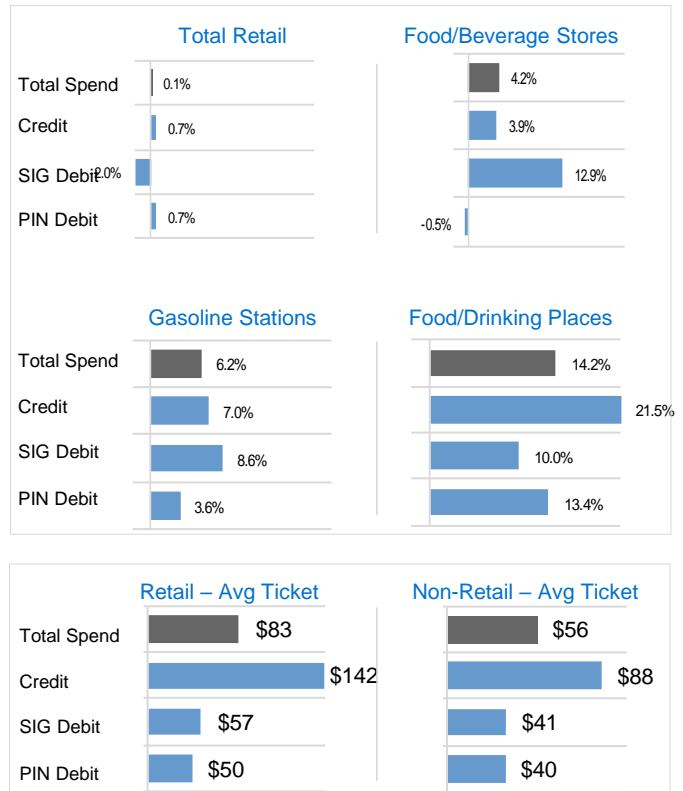 Total Retail Food/Beverage Stores
Total Spend 0.1% 4.2%
Credit 0.7% 3.9%
SIG Debit 2.0% 12.9%
PIN Debit 0.7% -0.5%
Gasoline Stations Food/Drinking Places
Total Spend 6.2% 14.2%
Credit 7.0% 21.5%
SIG Debit 8.6% 10.0%
PIN Debit 3.6% 13.4%
Retail – Avg Ticket Non-Retail – Avg Ticket
Total Spend $83 $56
Credit $142 $88
SIG Debit $57 $41
PIN Debit $50 $40